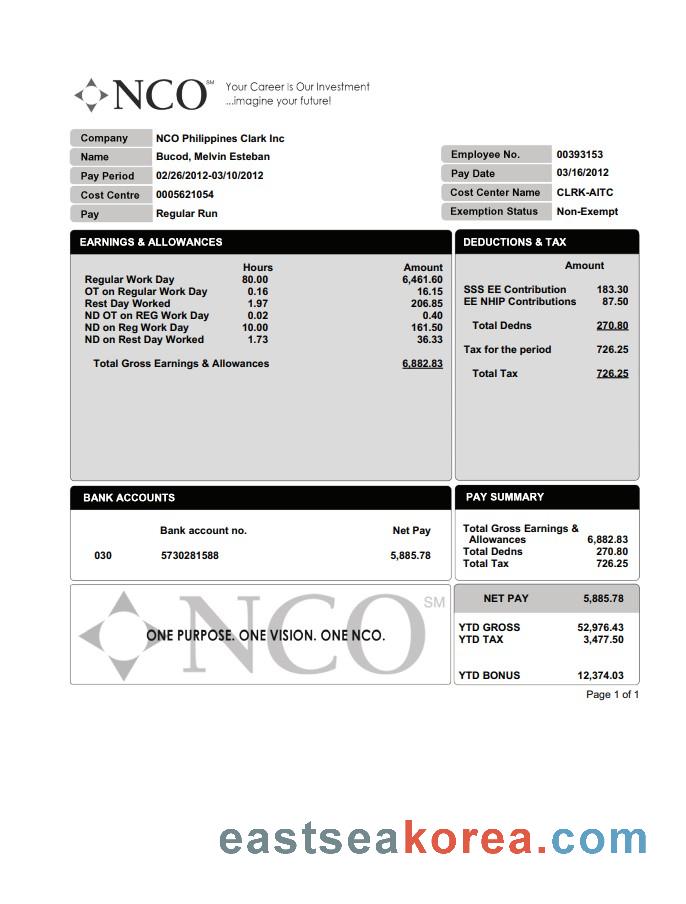 NCO SM Your Career Is Our Investment
...imagine your future!
Company NCO Philippines Clark Inc
Name Bucod, Melvin Esteban
Pay Period 02/26/2012-03/10/2012
Cost Centre 0005621054
Pay Regular Run
Employee No. 00393153
Pay Date 03/16/2012
Cost Center Name CLRK-AITC
Exemption Status Non-Exempt
EARNINGS & ALLOWANCES
Hours Amount
Regular Work Day 80.00 6,461.60
OT on Regular Work Day 0.16 16.15
Rest Day Worked 1.97 206.85
ND OT on REG Work Day 0.02 0.40
ND on Reg Work Day 10.00 161.50
ND on Rest Day Worked 1.73 36.33
Total Gross Earnings & Allowances 6,882.83
DEDUCTIONS & TAX
Amount
SSS EE Contribution 183.30
EE NHIP Contributions 87.50
Total Dedns 270.80
Tax for the period 726.25
Total Tax 726.25
BANK ACCOUNTS
Bank account no. Net Pay
030 5730281588 5,885.78
PAY SUMMARY
Total Gross Earnings &
Allowances 6,882.83
Total Dedns 270.80
Total Tax 726.25
NCO SM
ONE PURPOSE. ONE VISION. ONE NCO.
NET PAY 5,885.78
YTD GROSS 52,976.43
YTD TAX 3,477.50
YTD BONUS 12,374.03
Page 1 of 1
eastseakorea.com